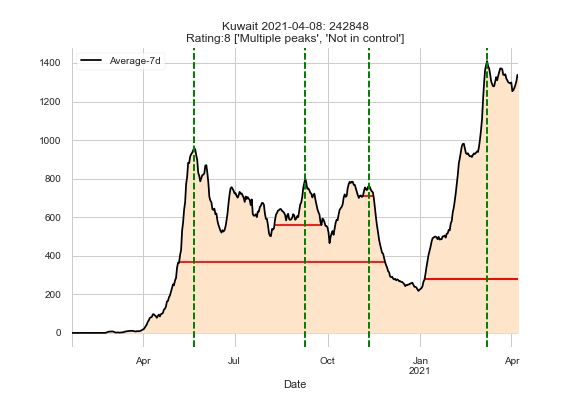 Kuwait 2021-04-08: 242848
Rating:8 ['Multiple peaks', 'Not in control']
Average-7d
1400
1200
1000
800
600
400
200
0
Apr
Jul
Oct
Jan
2021
Apr
Date